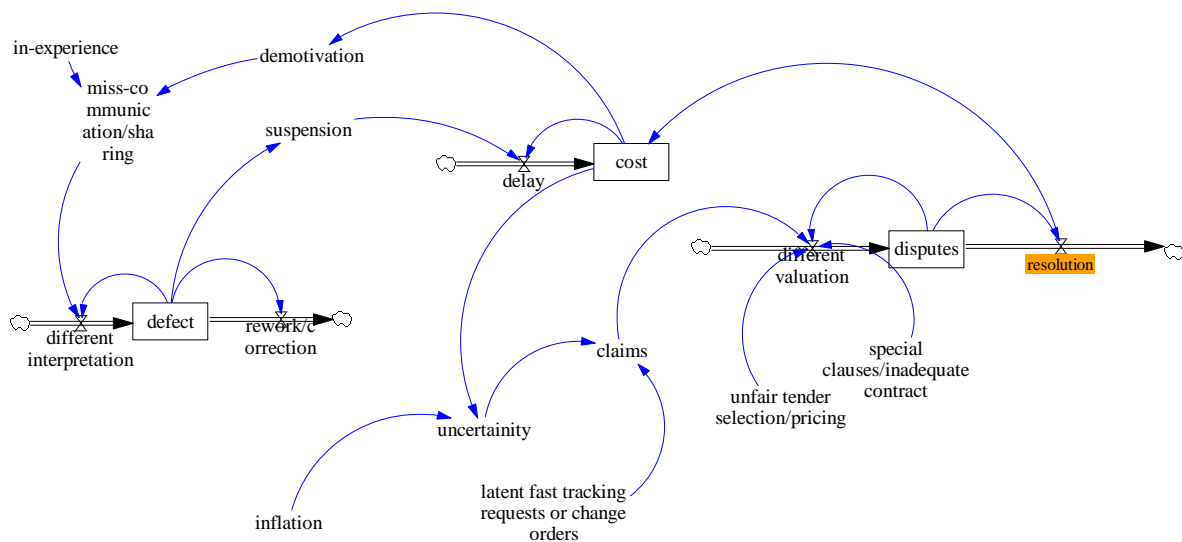 in-experience
demotivation
miss-co
mmunic
ation/sha
ring
suspension
cost
delay
disputes
different
valuation
resolution
defect
different
interpretation
rework/c
orrection
claims
special
clauses/inadequate
contract
unfair tender
selection/pricing
uncertainity
latent fast tracking
requests or change
orders
inflation